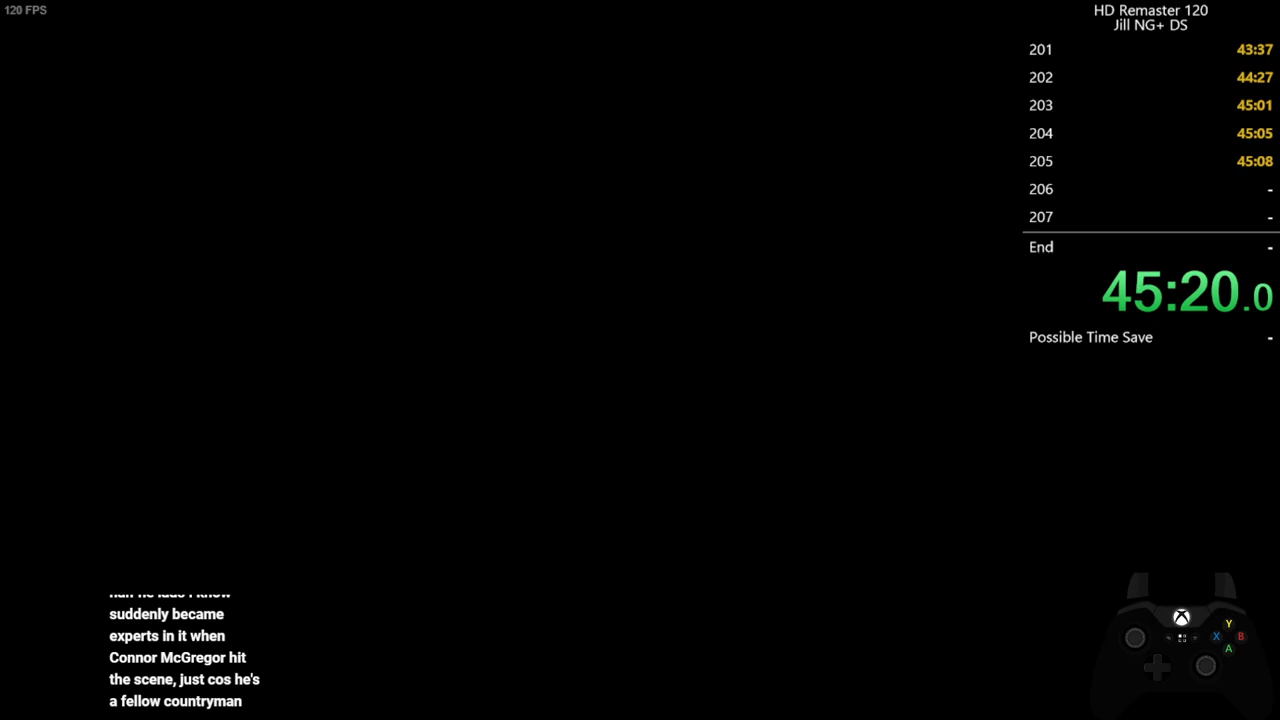 120 FPS
HD Remaster 120
Jill NG+ DS
201 43:37
202 44:27
203 45:01
204 45:05
205 45:08
206 -
207 -
End -
45:20.0
Possible Time Save -
suddenly became
experts in it when
Connor McGregor hit
the scene, just cos he's
a fellow countryman
Y
X B
A